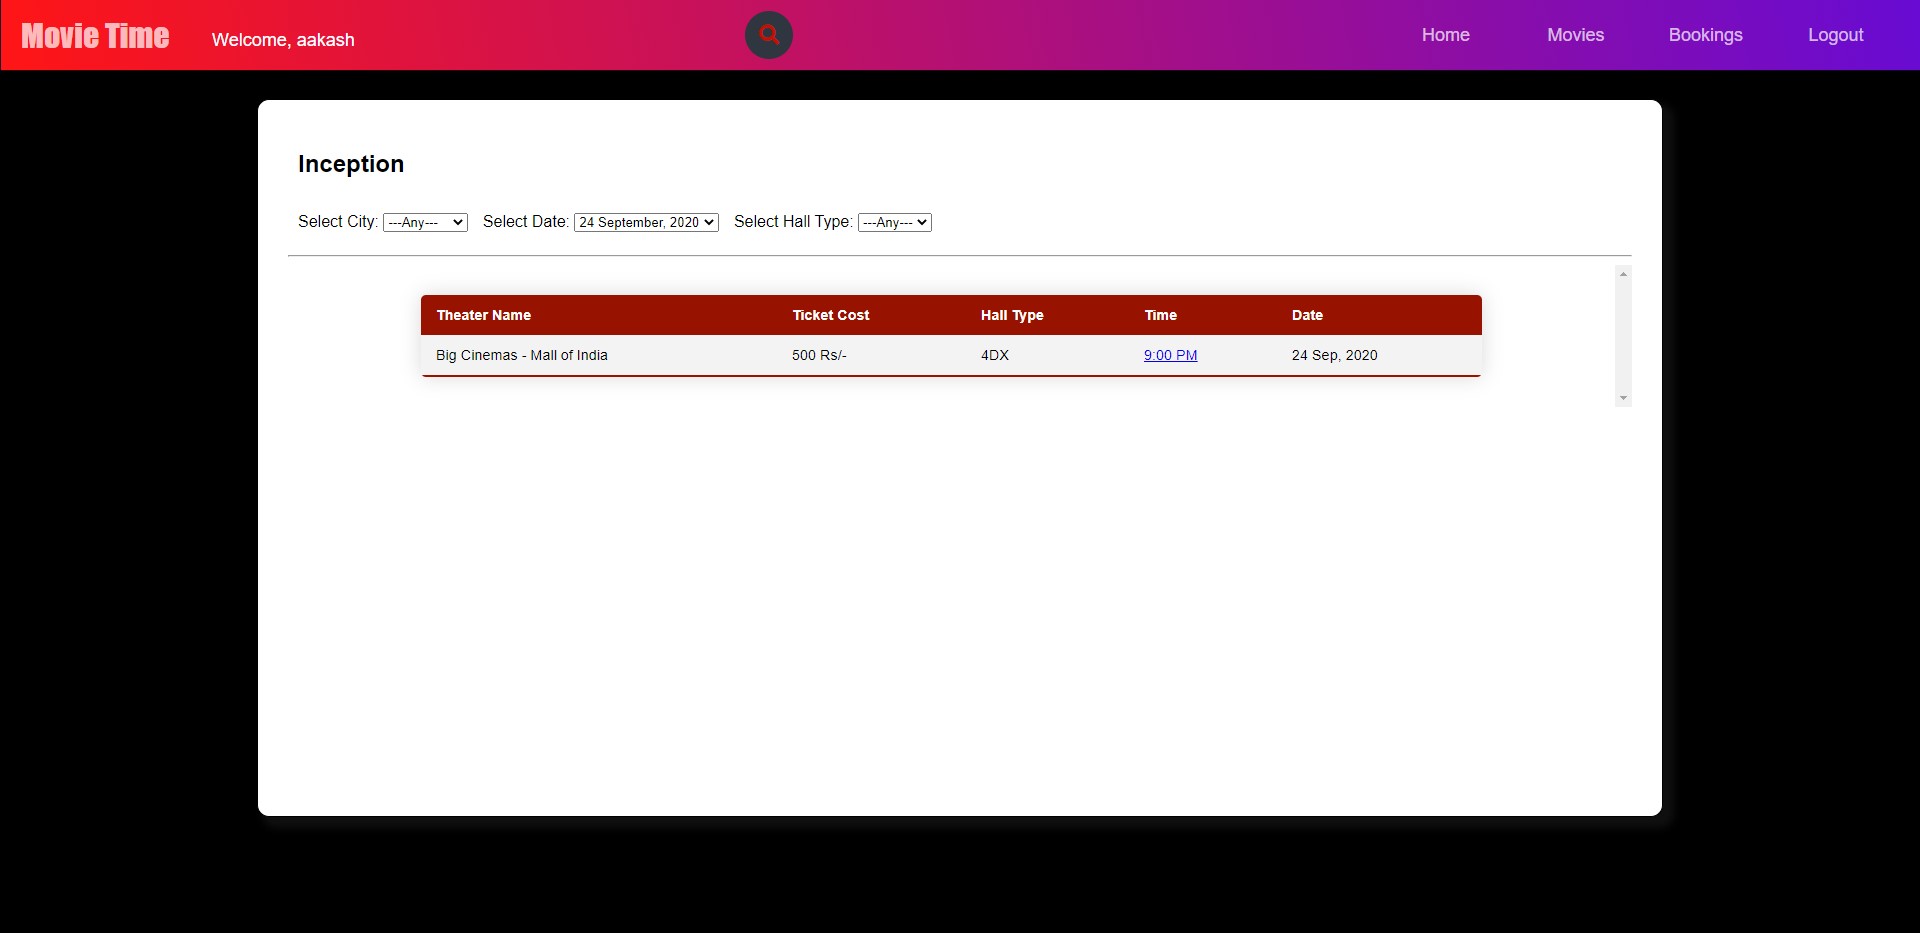 Movie Time Welcome, aakash Home Movies Bookings Logout
Inception
Select City: ---Any--- Select Date: 24 September, 2020 Select Hall Type: ---Any---
Theater Name Ticket Cost Hall Type Time Date
Big Cinemas - Mall of India 500 Rs/- 4DX 9:00 PM 24 Sep, 2020